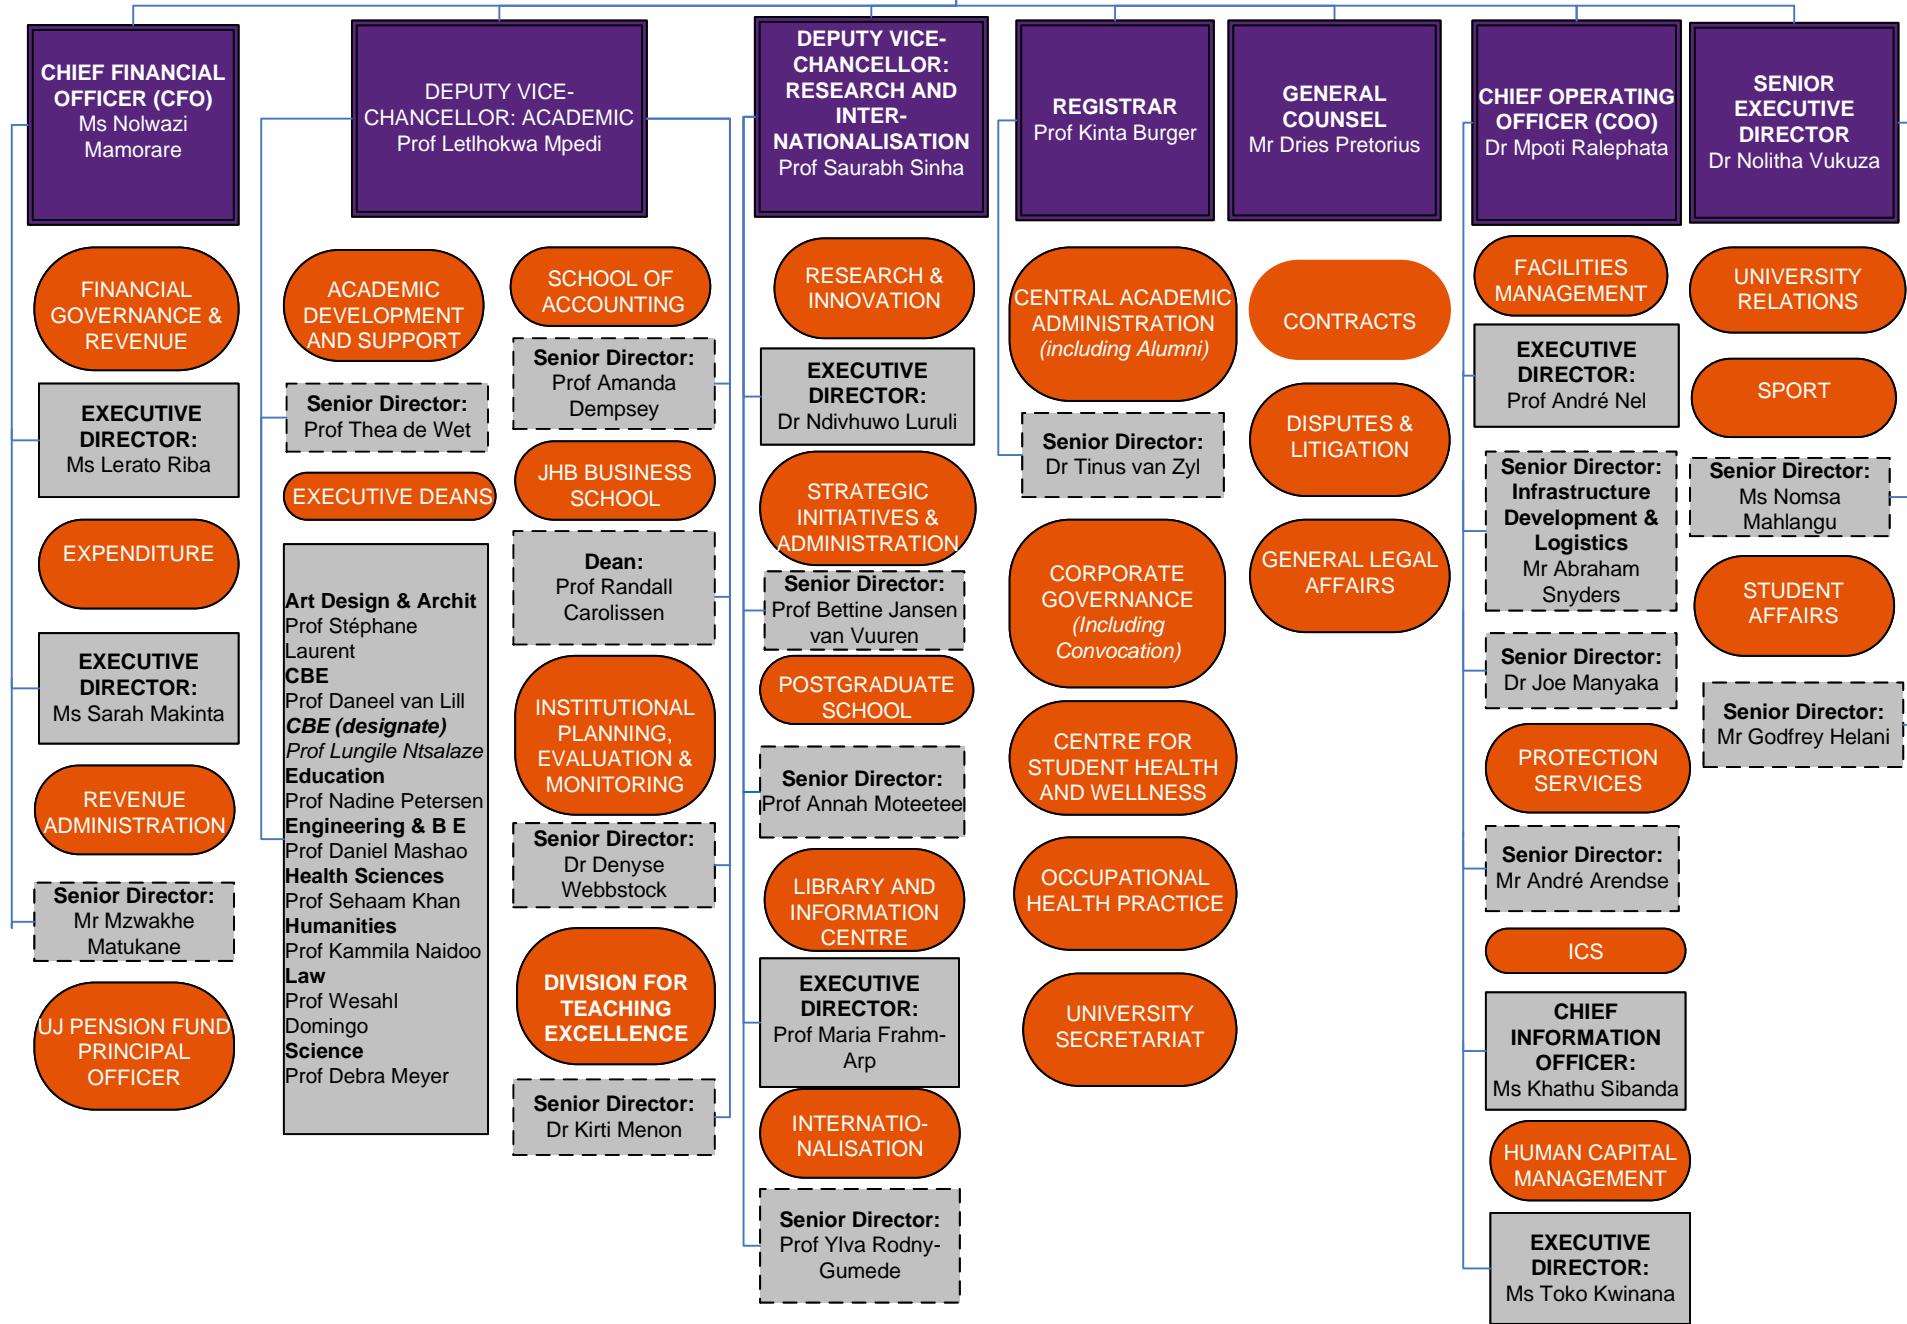 CHIEF FINANCIAL
OFFICER (CFO)
Ms Nolwazi
Mamorare
FINANCIAL
GOVERNANCE &
REVENUE
EXECUTIVE
DIRECTOR:
Ms Lerato Riba
EXPENDITURE
EXECUTIVE
DIRECTOR:
Ms Sarah Makinta
REVENUE
ADMINISTRATION
Senior Director:
Mr Mzwakhe
Matukane
UJ PENSION FUND
PRINCIPAL
OFFICER
DEPUTY VICE-
CHANCELLOR: ACADEMIC
Prof Letlhokwa Mpedi
ACADEMIC
DEVELOPMENT
AND SUPPORT
Senior Director:
Prof Thea de Wet
EXECUTIVE DEANS
Art Design & Archit
Prof Stéphane
Laurent
CBE
Prof Daneel van Lill
CBE (designate)
Prof Lungile Ntsalaze
Education
Prof Nadine Petersen
Engineering & B E
Prof Daniel Mashao
Health Sciences
Prof Sehaam Khan
Humanities
Prof Kammila Naidoo
Law
Prof Wesahl
Domingo
Science
Prof Debra Meyer
SCHOOL OF
ACCOUNTING
Senior Director:
Prof Amanda
Dempsey
JHB BUSINESS
SCHOOL
Dean:
Prof Randall
Carolissen
INSTITUTIONAL
PLANNING,
EVALUATION &
MONITORING
Senior Director:
Dr Denyse
Webbstock
DIVISION FOR
TEACHING
EXCELLENCE
Senior Director:
Dr Kirti Menon
DEPUTY VICE-
CHANCELLOR:
RESEARCH AND
INTER-
NATIONALISATION
Prof Saurabh Sinha
RESEARCH &
INNOVATION
EXECUTIVE
DIRECTOR:
Dr Ndivhuwo Luruli
STRATEGIC
INITIATIVES &
ADMINISTRATION
Senior Director:
Prof Bettine Jansen
van Vuuren
POSTGRADUATE
SCHOOL
Senior Director:
Prof Annah Moteetee
LIBRARY AND
INFORMATION
CENTRE
EXECUTIVE
DIRECTOR:
Prof Maria Frahm-
Arp
INTERNATIO-
NALISATION
Senior Director:
Prof Ylva Rodny-
Gumede
REGISTRAR
Prof Kinta Burger
CENTRAL ACADEMIC
ADMINISTRATION
(including Alumni)
Senior Director:
Dr Tinus van Zyl
CORPORATE
GOVERNANCE
(Including
Convocation)
CENTRE FOR
STUDENT HEALTH
AND WELLNESS
OCCUPATIONAL
HEALTH PRACTICE
UNIVERSITY
SECRETARIAT
GENERAL
COUNSEL
Mr Dries Pretorius
CONTRACTS
DISPUTES &
LITIGATION
GENERAL LEGAL
AFFAIRS
CHIEF OPERATING
OFFICER (COO)
Dr Mpoti Ralephata
FACILITIES
MANAGEMENT
EXECUTIVE
DIRECTOR:
Prof André Nel
Senior Director:
Infrastructure
Development &
Logistics
Mr Abraham
Snyders
Senior Director:
Dr Joe Manyaka
PROTECTION
SERVICES
Senior Director:
Mr André Arendse
ICS
CHIEF
INFORMATION
OFFICER:
Ms Khathu Sibanda
HUMAN CAPITAL
MANAGEMENT
EXECUTIVE
DIRECTOR:
Ms Toko Kwinana
SENIOR
EXECUTIVE
DIRECTOR
Dr Nolitha Vukuza
UNIVERSITY
RELATIONS
SPORT
Senior Director:
Ms Nomsa
Mahlangu
STUDENT
AFFAIRS
Senior Director:
Mr Godfrey Helani